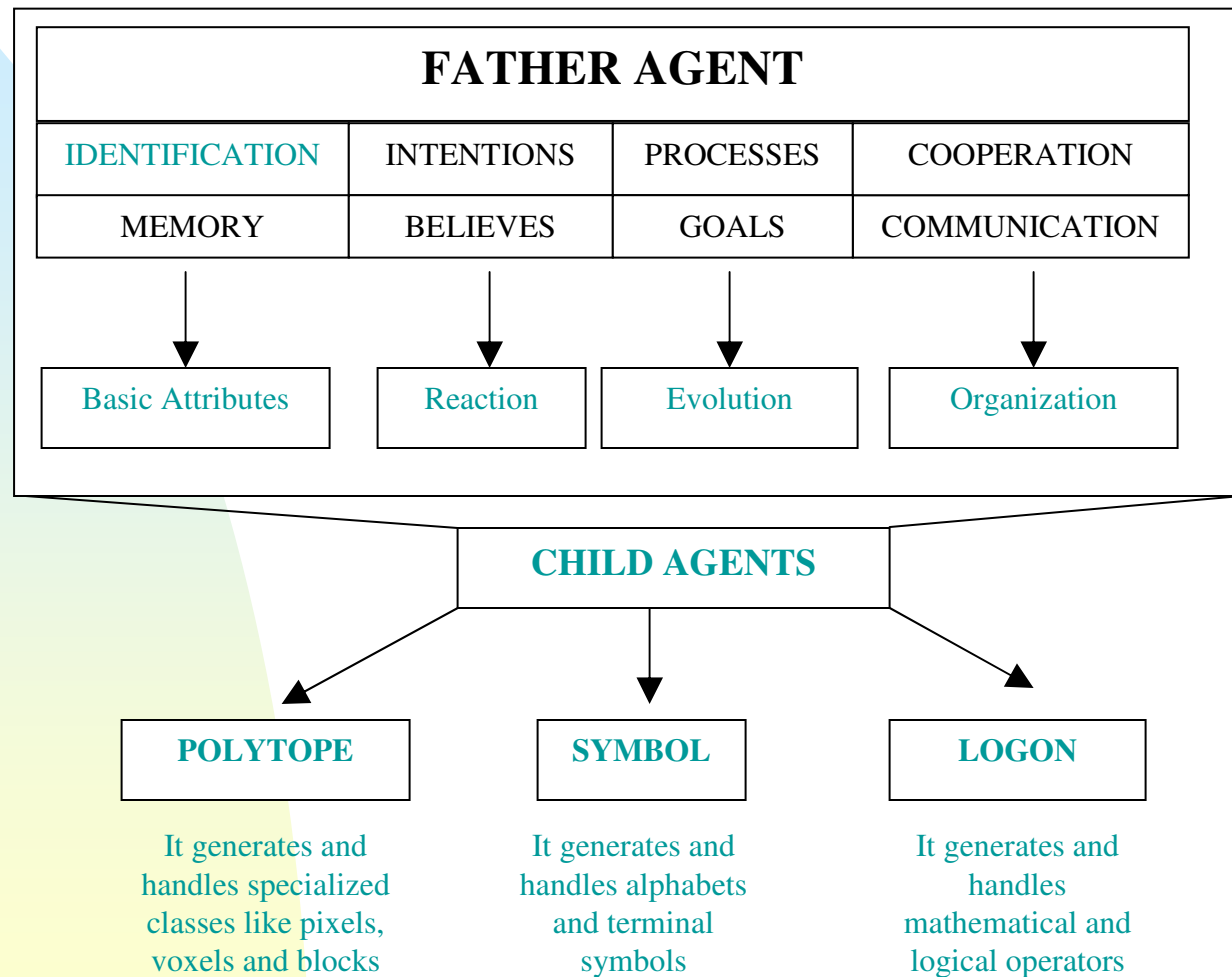 FATHER AGENT
IDENTIFICATION INTENTIONS PROCESSES COOPERATION
MEMORY BELIEVES GOALS COMMUNICATION
Basic Attributes Reaction Evolution Organization
CHILD AGENTS
POLYTOPE SYMBOL LOGON
It generates and
handles specialized
classes like pixels,
voxels and blocks
It generates and
handles alphabets
and terminal
symbols
It generates and
handles
mathematical and
logical operators